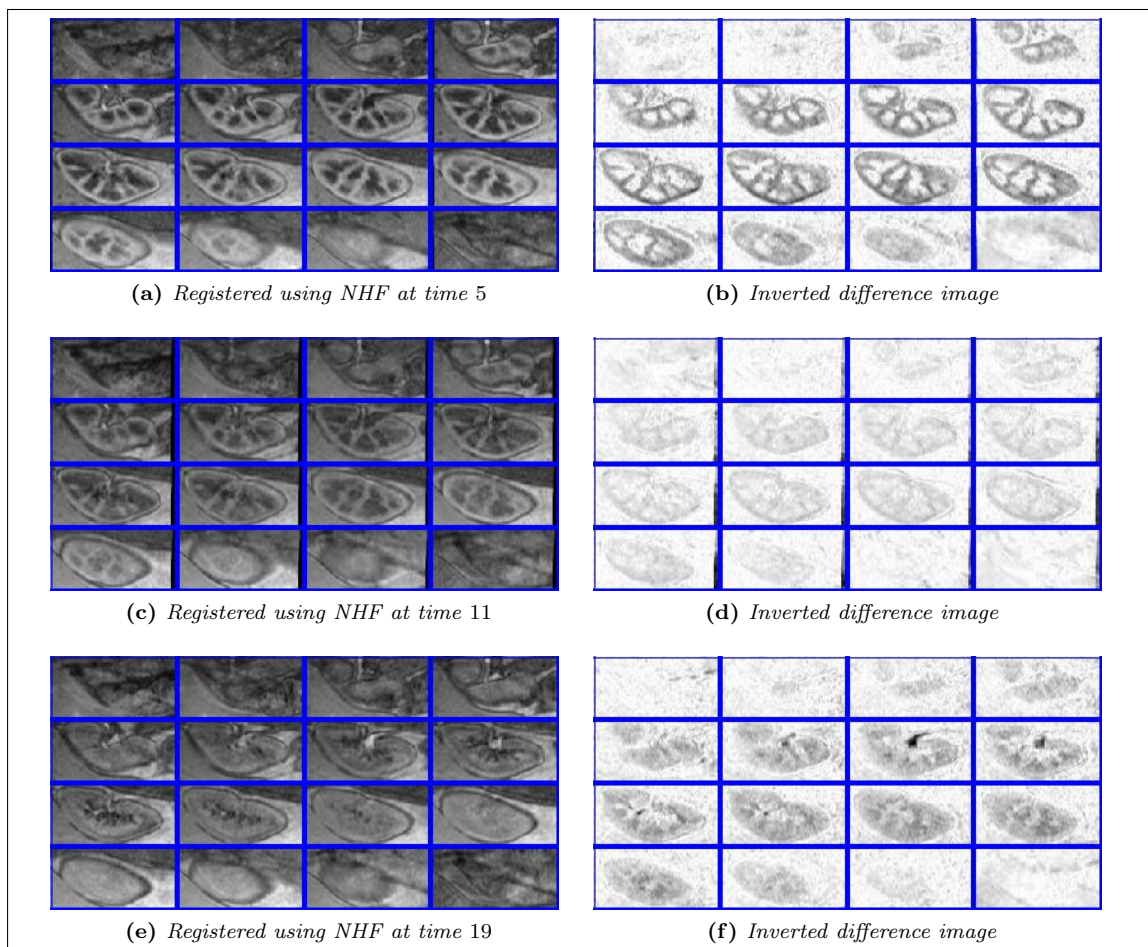 (a) Registered using NHF at time 5
(b) Inverted difference image
(c) Registered using NHF at time 11
(d) Inverted difference image
(e) Registered using NHF at time 19
(f) Inverted difference image